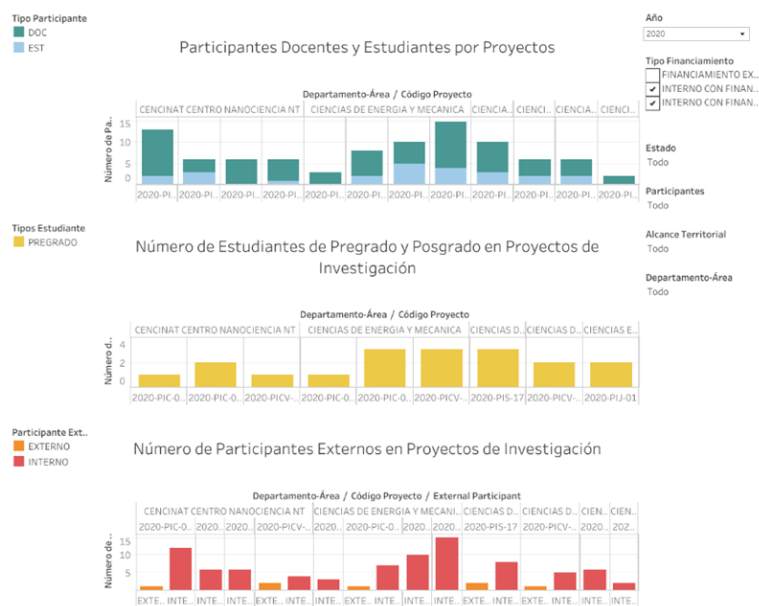 Tipo Participante
DOC
EST
Participantes Docentes y Estudiantes por Proyectos
Departamento-Área / Código Proyecto
CENCINAT CENTRO NANOCIENCIA NT CIENCIAS DE ENERGIA Y MECANICA CIENCIA.. CIENCI.. CIENCIA.. CIENCI..
Número de Pa..
15
10
5
0
2020-PI.. 2020-PI.. 2020-PI.. 2020-PI.. 2020-PI.. 2020-PI.. 2020-PI.. 2020-PI.. 2020-PI.. 2020-PI.. 2020-PI.. 2020-PI..
Año
2020
Tipo Financiamiento
FINANCIAMIENTO EX..
INTERNO CON FINAN..
INTERNO CON FINAN..
Estado
Todo
Participantes
Todo
Alcance Territorial
Todo
Departamento-Área
Todo
Tipos Estudiante
PREGRADO
Número de Estudiantes de Pregrado y Posgrado en Proyectos de
Investigación
Departamento-Área / Código Proyecto
CENCINAT CENTRO NANOCIENCIA NT CIENCIAS DE ENERGIA Y MECANICA CIENCIAS D.. CIENCIAS D.. CIENCIAS E..
Número d..
4
2
0
2020-PIC-0.. 2020-PIC-0.. 2020-PICV-.. 2020-PIC-0.. 2020-PIC-0.. 2020-PICV-.. 2020-PIS-17 2020-PICV-.. 2020-PIJ-01
Participante Ext..
EXTERNO
INTERNO
Número de Participantes Externos en Proyectos de Investigación
Departamento-Área / Código Proyecto / External Participant
CENCINAT CENTRO NANOCIENCIA NT CIENCIAS DE ENERGIA Y MECANI.. CIENCIAS D.. CIENCIAS D.. CIEN.. CIEN..
2020-PIC-0.. 2020.. 2020.. 2020-PICV-.. 2020.. 2020-PIC-0.. 2020.. 2020.. 2020-PIS-17 2020-PICV-.. 2020.. 202..
Número de..
15
10
5
EXTE.. INTE.. INTE.. INTE.. EXTE.. INTE.. INTE.. EXTE.. INTE.. INTE.. INTE.. EXTE.. INTE.. EXTE.. INTE.. INTE.. INTE..